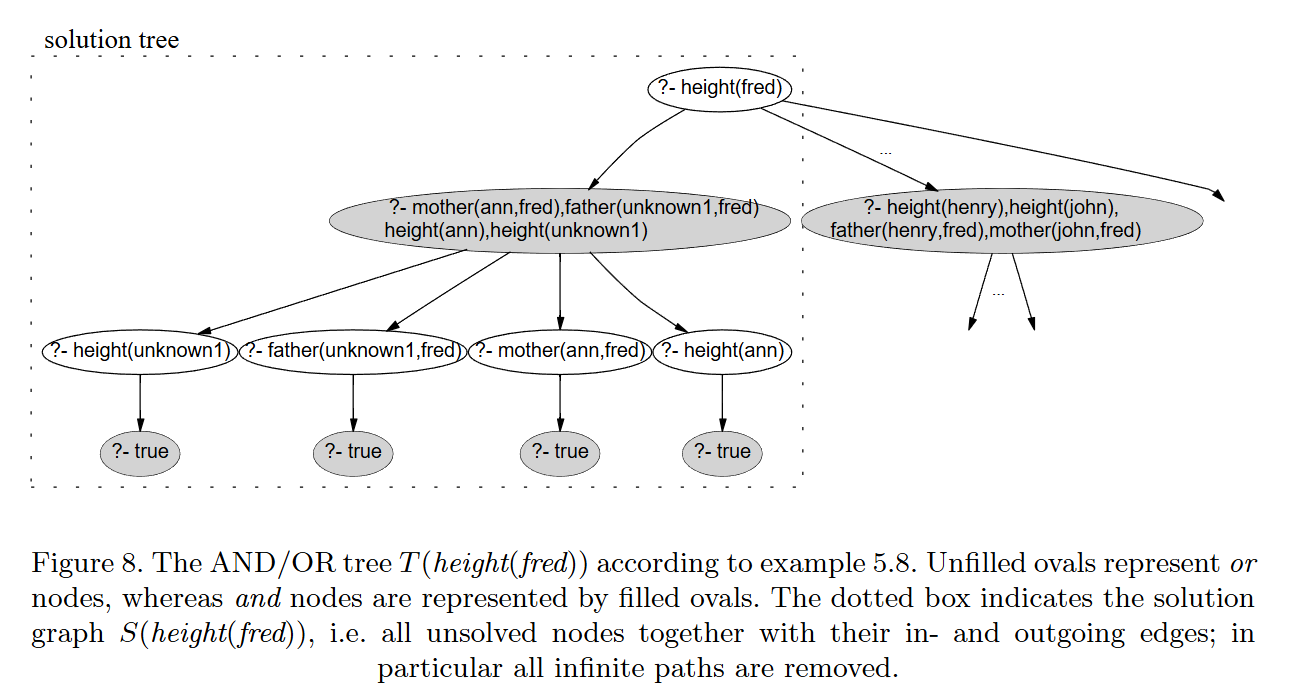 solution tree
?- height(fred)
...
?- mother(ann,fred),father(unknown1,fred)
height(ann),height(unknown1)
?- height(henry),height(john),
father(henry,fred),mother(john,fred)
...
?- height(unknown1)
?- father(unknown1,fred)
?- mother(ann,fred)
?- height(ann)
?- true
?- true
?- true
?- true
Figure 8. The AND/OR tree T(height(fred)) according to example 5.8. Unfilled ovals represent or
nodes, whereas and nodes are represented by filled ovals. The dotted box indicates the solution
graph S(height(fred)), i.e. all unsolved nodes together with their in- and outgoing edges; in
particular all infinite paths are removed.